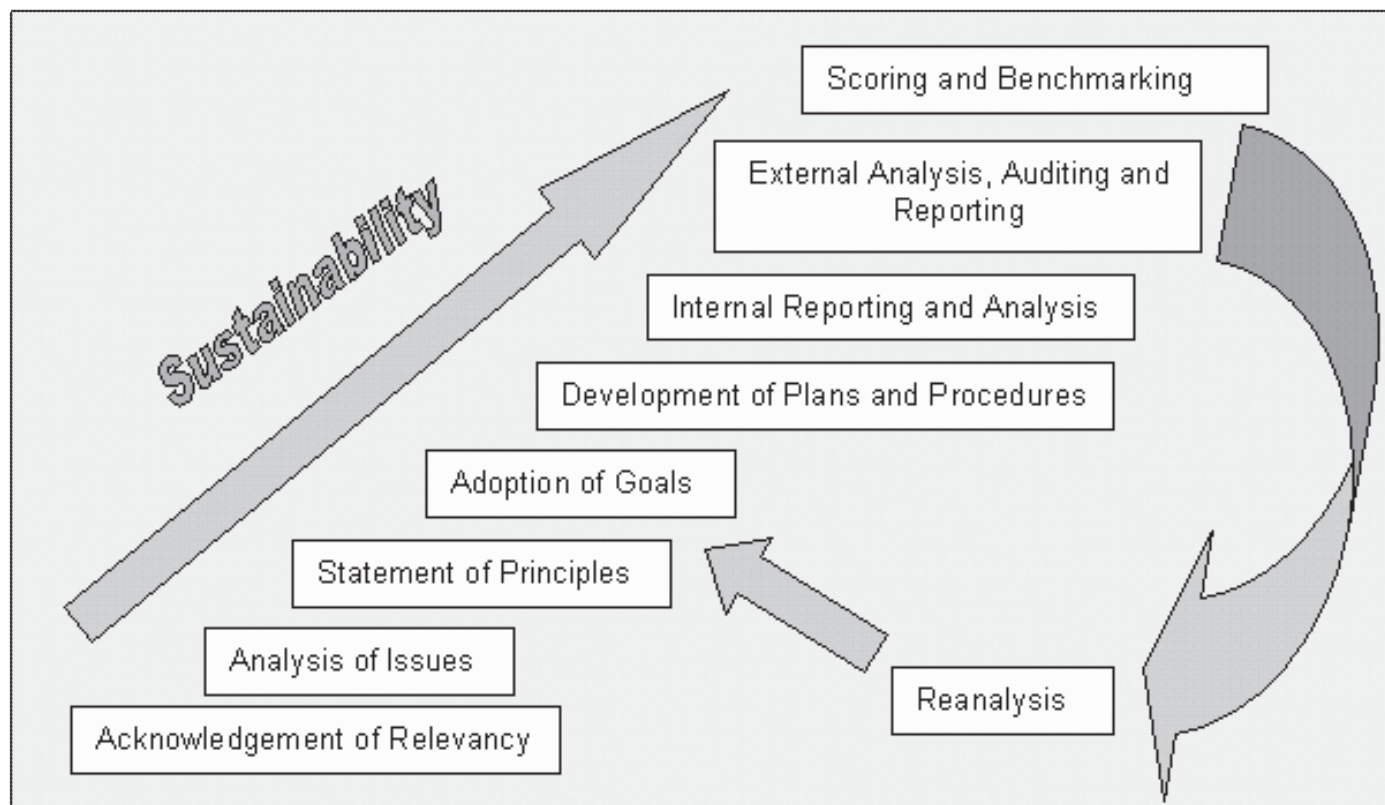 Scoring and Benchmarking
External Analysis, Auditing and
Reporting
Sustainability
Internal Reporting and Analysis
Development of Plans and Procedures
Adoption of Goals
Statement of Principles
Analysis of Issues
Reanalysis
Acknowledgement of Relevancy